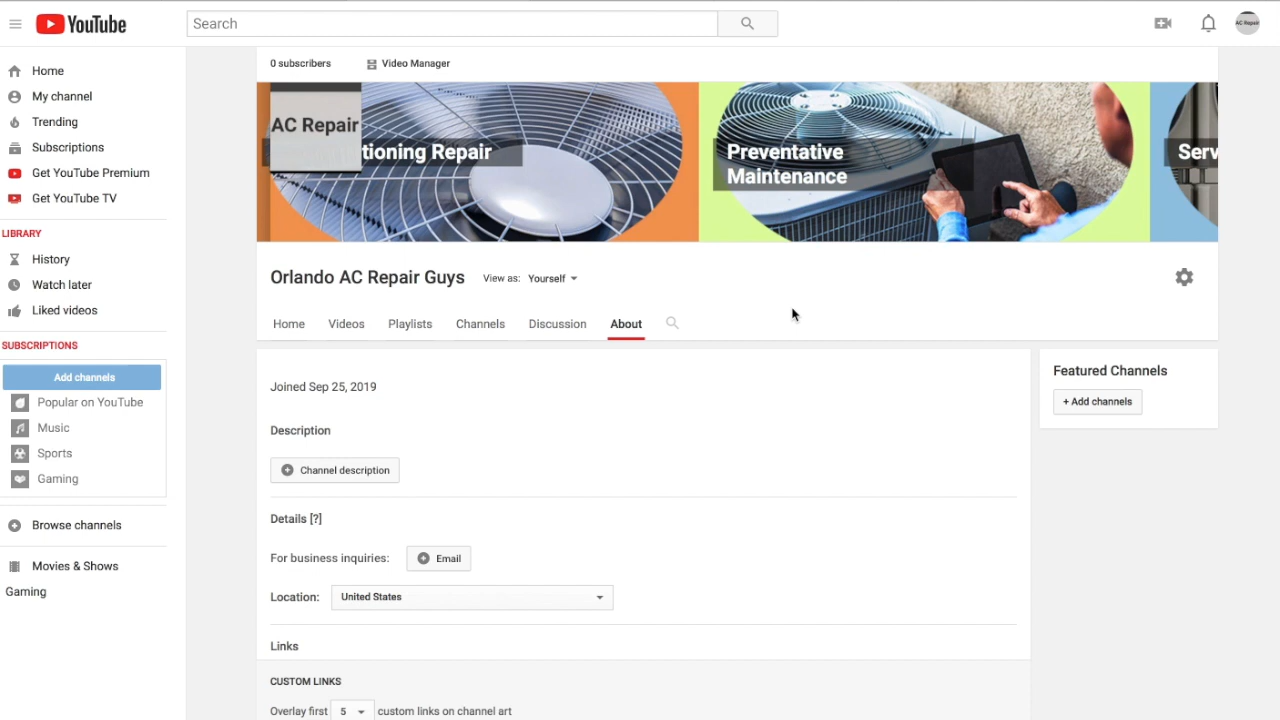 YouTube
Search
AC Repair
Home
My channel
Trending
Subscriptions
Get YouTube Premium
Get YouTube TV
LIBRARY
History
Watch later
Liked videos
SUBSCRIPTIONS
Add channels
Popular on YouTube
Music
Sports
Gaming
Browse channels
Movies & Shows
Gaming
0 subscribers
Video Manager
AC Repair
tioning Repair
Preventative
Maintenance
Serv
Orlando AC Repair Guys
View as: Yourself
Home Videos Playlists Channels Discussion About
Joined Sep 25, 2019
Description
Channel description
Details [?]
For business inquiries: Email
Location: United States
Links
CUSTOM LINKS
Overlay first 5 custom links on channel art
Featured Channels
+ Add channels